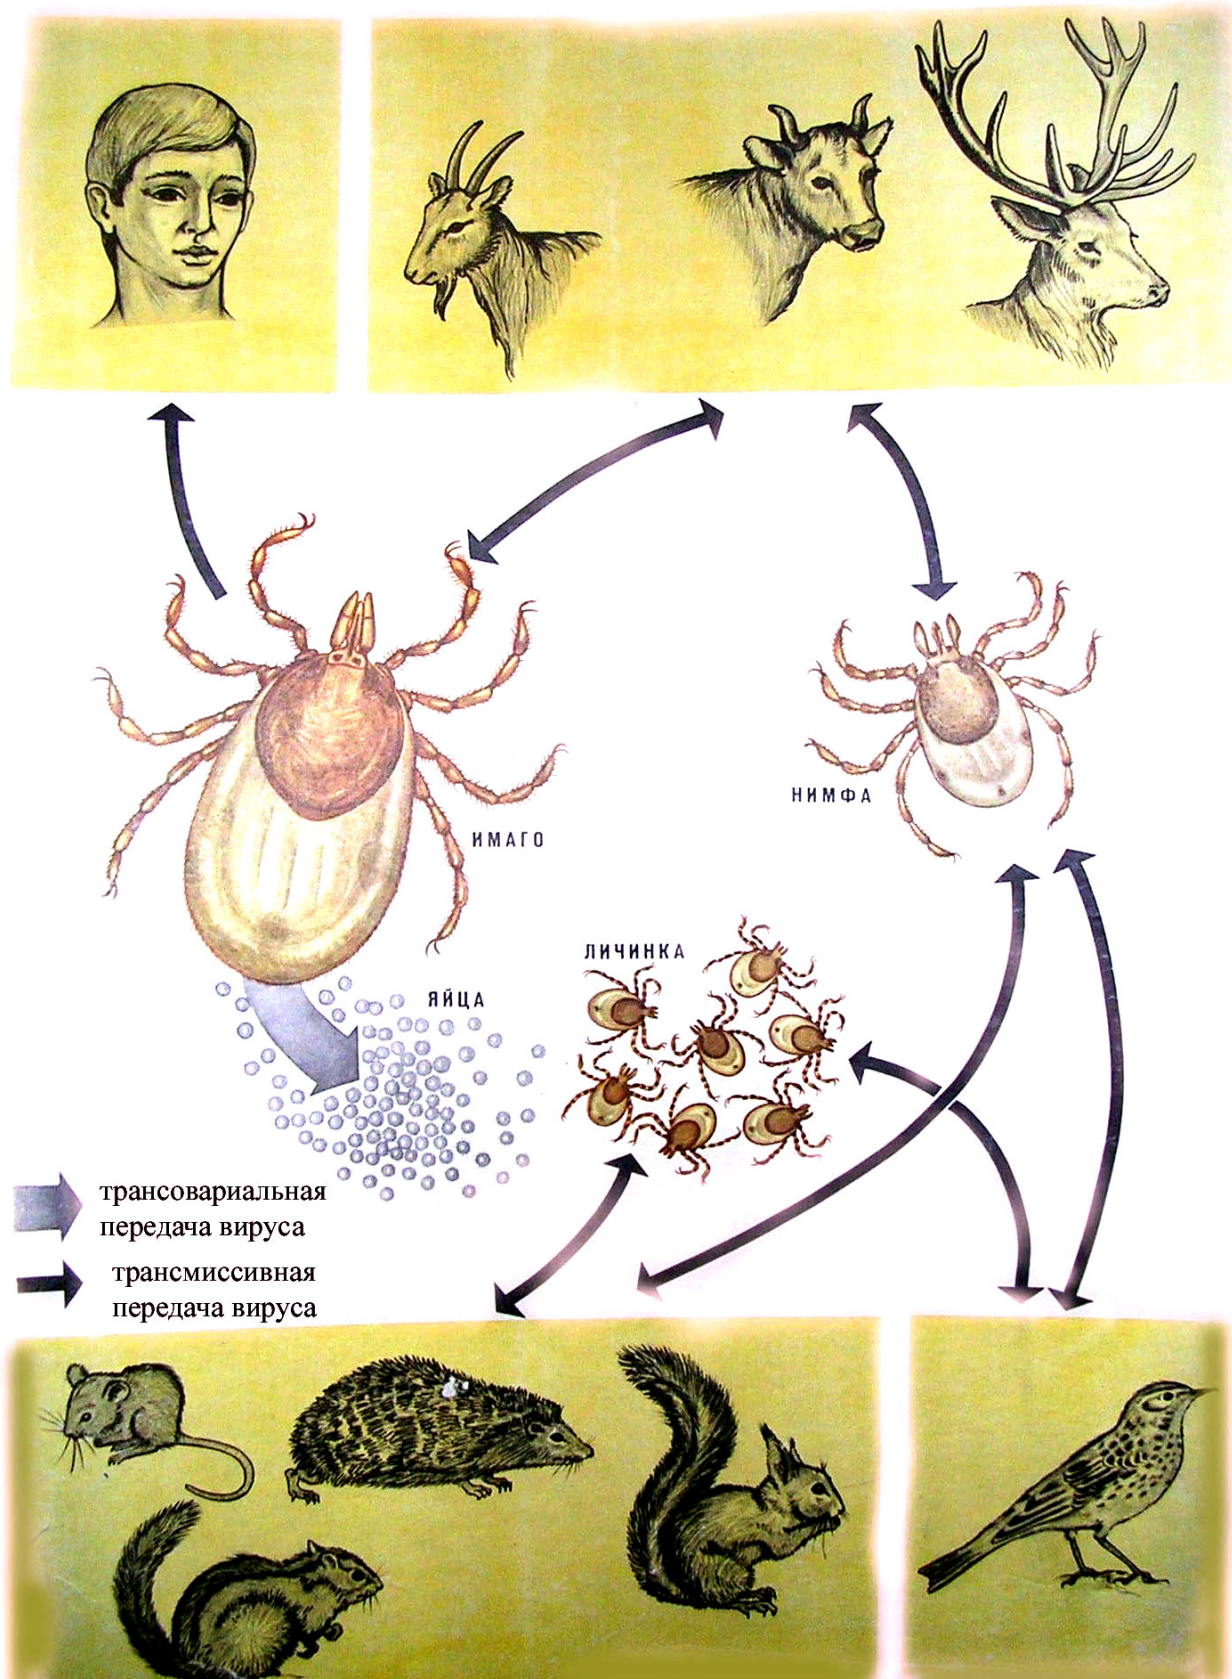 НИМФА
ИМАГО
ЛИЧИНКА
ЯЙЦА
трансовариальная
передача вируса
трансмиссивная
передача вируса